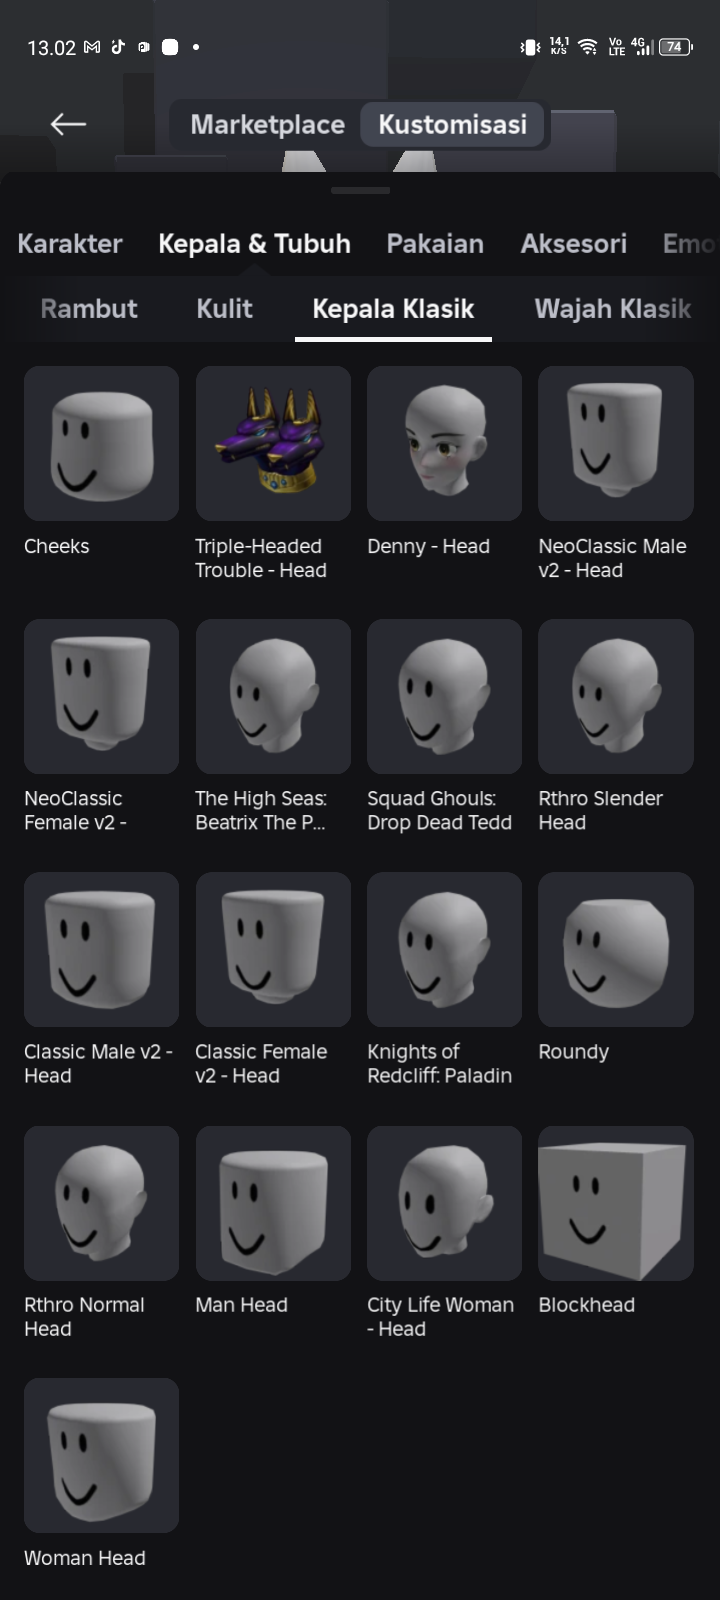 13.02
14,1 K/S
Vo LTE
4G
74
Marketplace
Kustomisasi
Karakter
Kepala & Tubuh
Pakaian
Aksesori
Emo
Rambut
Kulit
Kepala Klasik
Wajah Klasik
Cheeks
Triple-Headed
Trouble - Head
Denny - Head
NeoClassic Male
v2 - Head
NeoClassic
Female v2 -
The High Seas:
Beatrix The P...
Squad Ghouls:
Drop Dead Tedd
Rthro Slender
Head
Classic Male v2 -
Head
Classic Female
v2 - Head
Knights of
Redcliff: Paladin
Roundy
Rthro Normal
Head
Man Head
City Life Woman
- Head
Blockhead
Woman Head